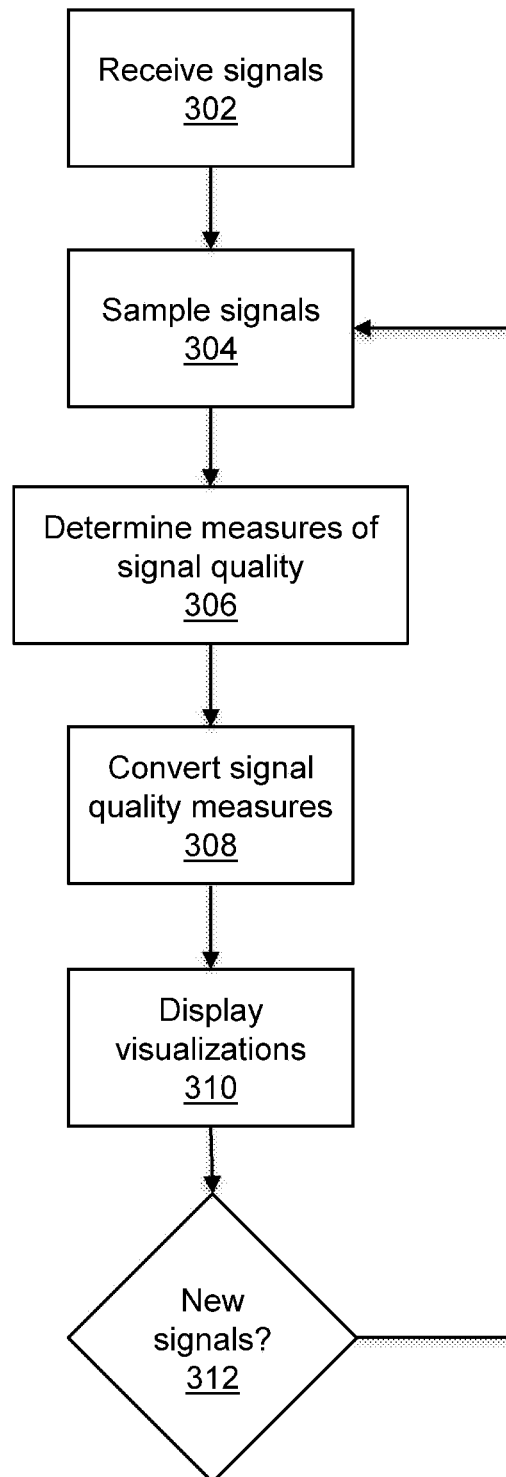 Receive signals
302
Sample signals
304
Determine measures of
signal quality
306
Convert signal
quality measures
308
Display
visualizations
310
New
signals?
312